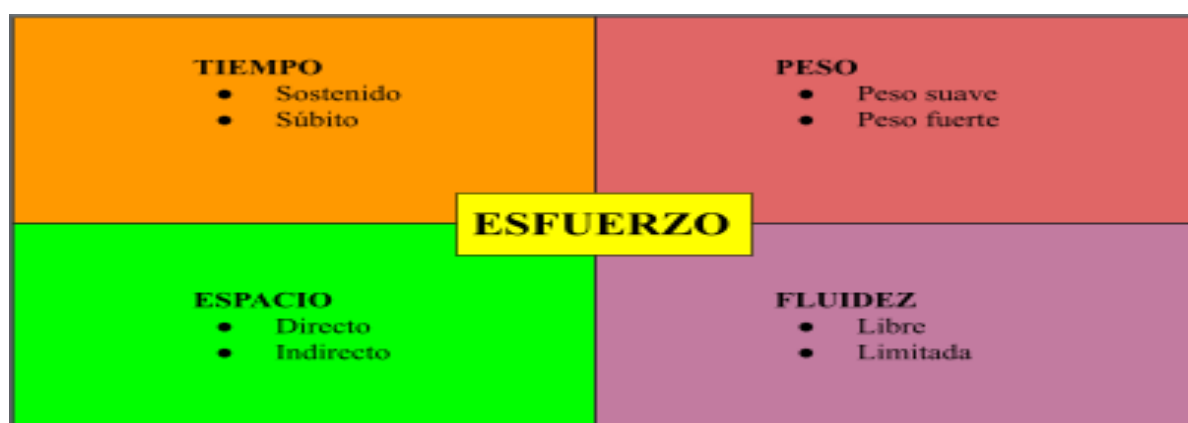 TIEMPO
● Sostenido
● Súbito
PESO
● Peso suave
● Peso fuerte
ESFUERZO
ESPACIO
● Directo
● Indirecto
FLUIDEZ
● Libre
● Limitada